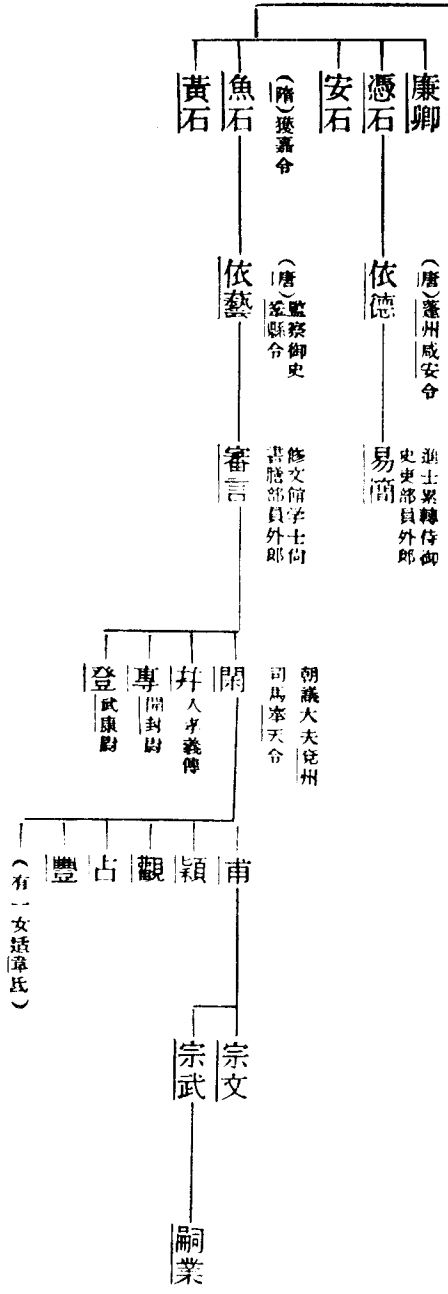 廉卿
憑石
安石
魚石
(隋)獲嘉令
黃石
依德
(唐)蓬州咸安令
依藝
(唐)監察御史
鞏縣令
易簡
進士累轉侍御
史吏部員外郎
審言
修文館学士尙
書膳部員外郎
閑
朝議大夫兗州
司馬奉天令
幷入孝義傳
專開封尉
登武康尉
甫
穎
觀
占
豐
(有一女适韋氏)
宗文
宗武
嗣業